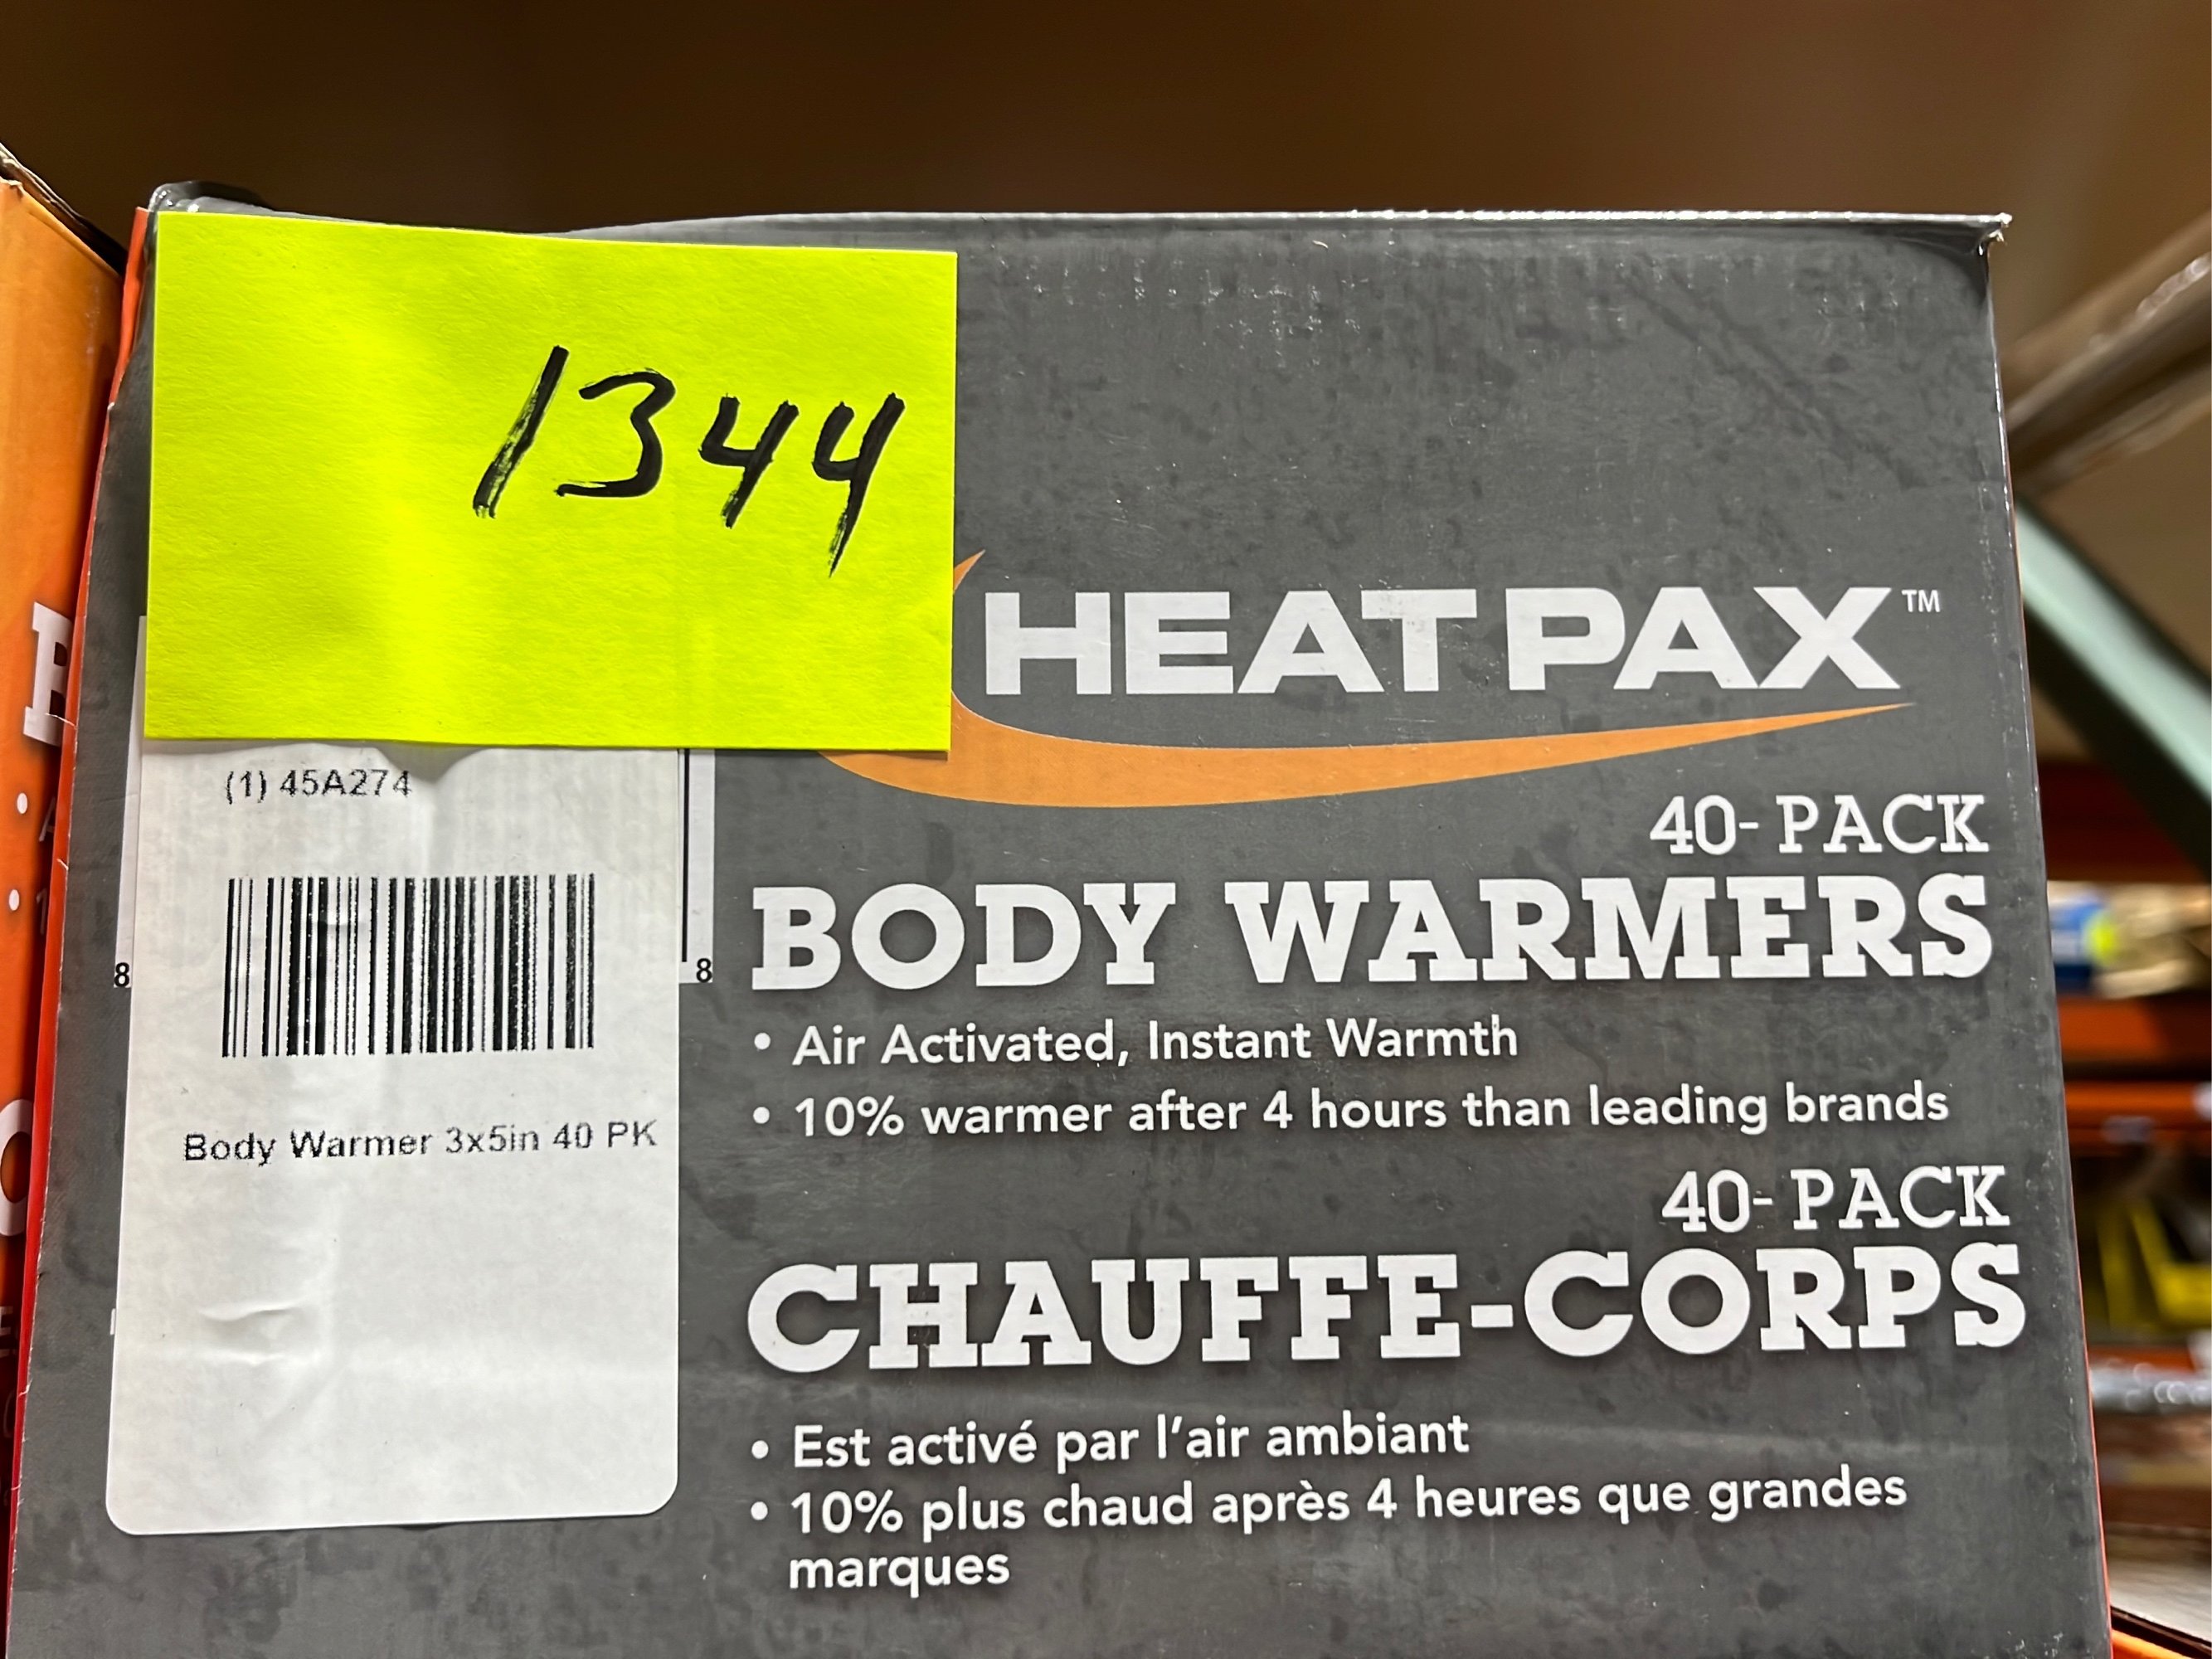 1344
HEAT PAX™
(1) 45A274
40-PACK
BODY WARMERS
8
8
• Air Activated, Instant Warmth
• 10% warmer after 4 hours than leading brands
Body Warmer 3x5in 40 PK
40-PACK
CHAUFFE-CORPS
• Est activé par l'air ambiant
• 10% plus chaud après 4 heures que grandes
marques